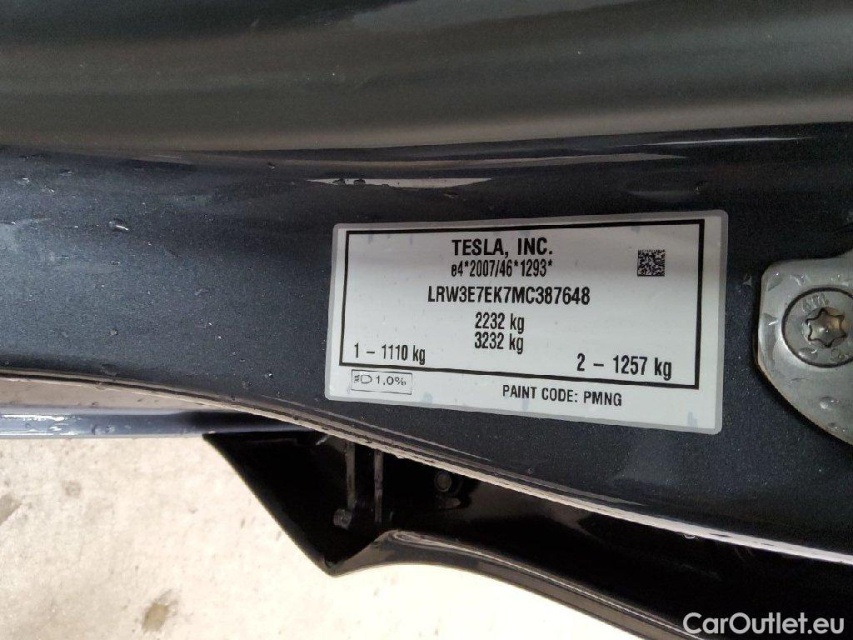 TESLA, INC.
e4*2007/46*1293*
LRW3E7EK7MC387648
2232 kg
3232 kg
1 - 1110 kg
2 - 1257 kg
1.0%
PAINT CODE: PMNG
CarOutlet.eu